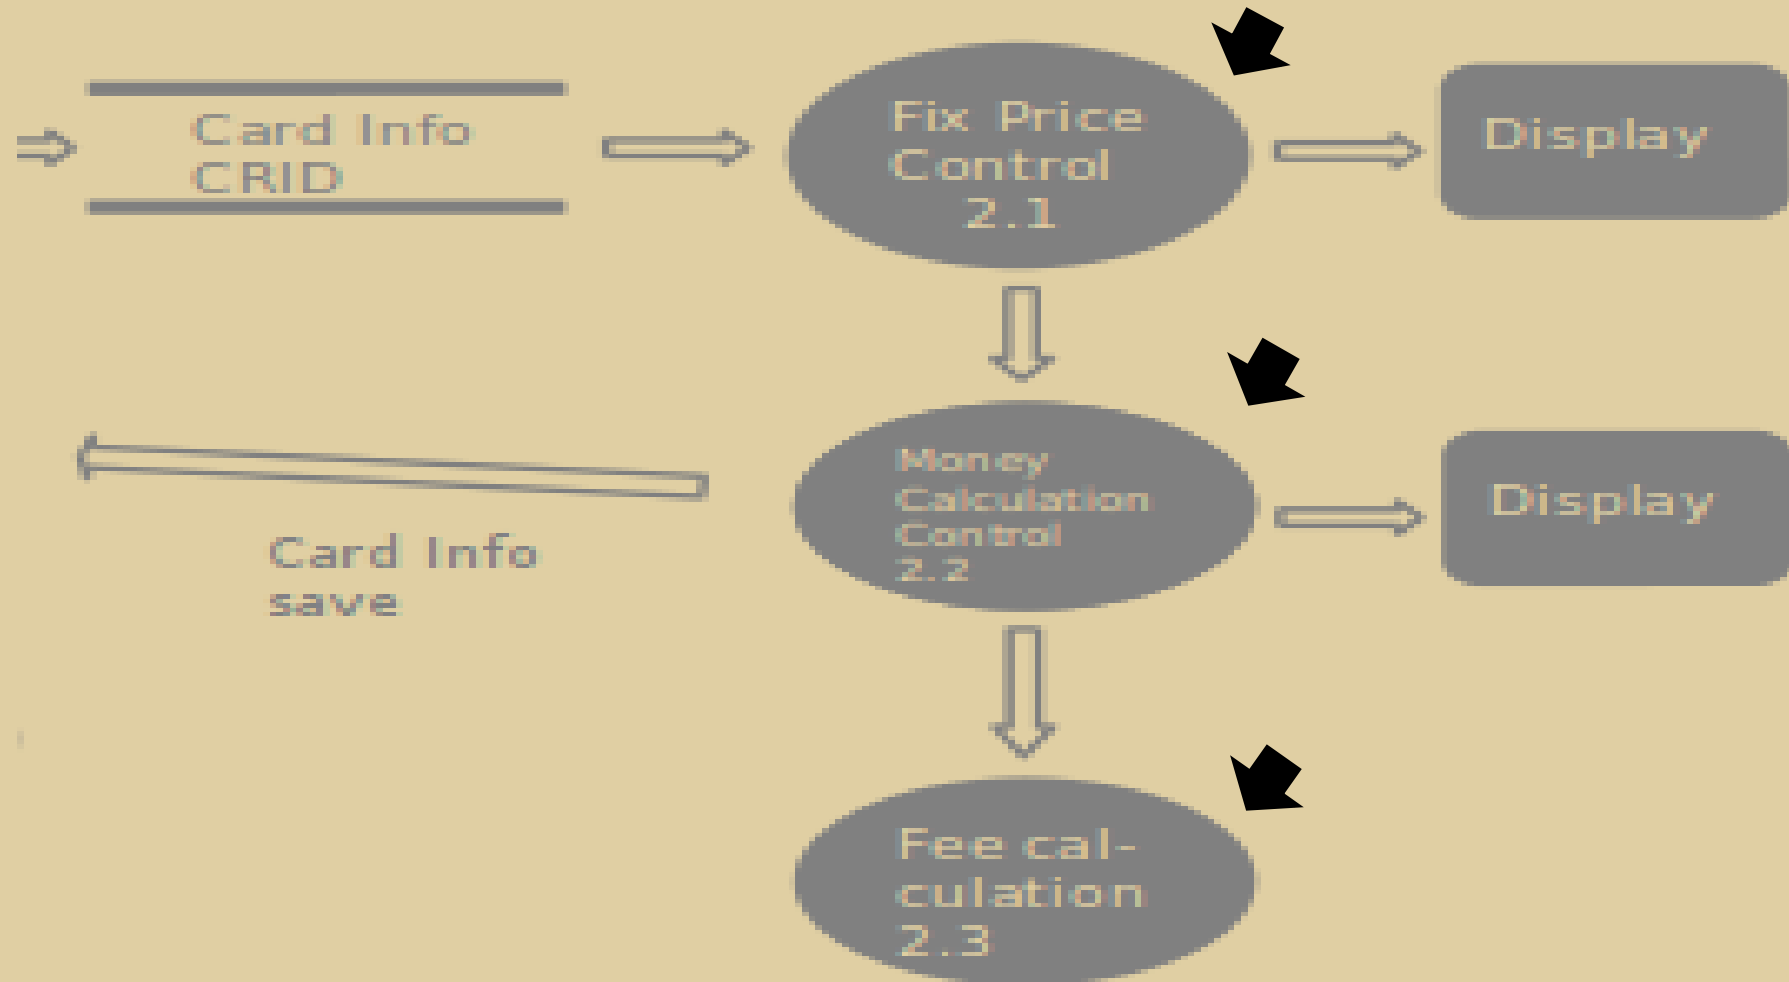 Card Info
CRID
Fix Price
Control
2.1
Display
Money
Calculation
Control
2.2
Display
Card Info
save
Fee cal-
culation
2.3